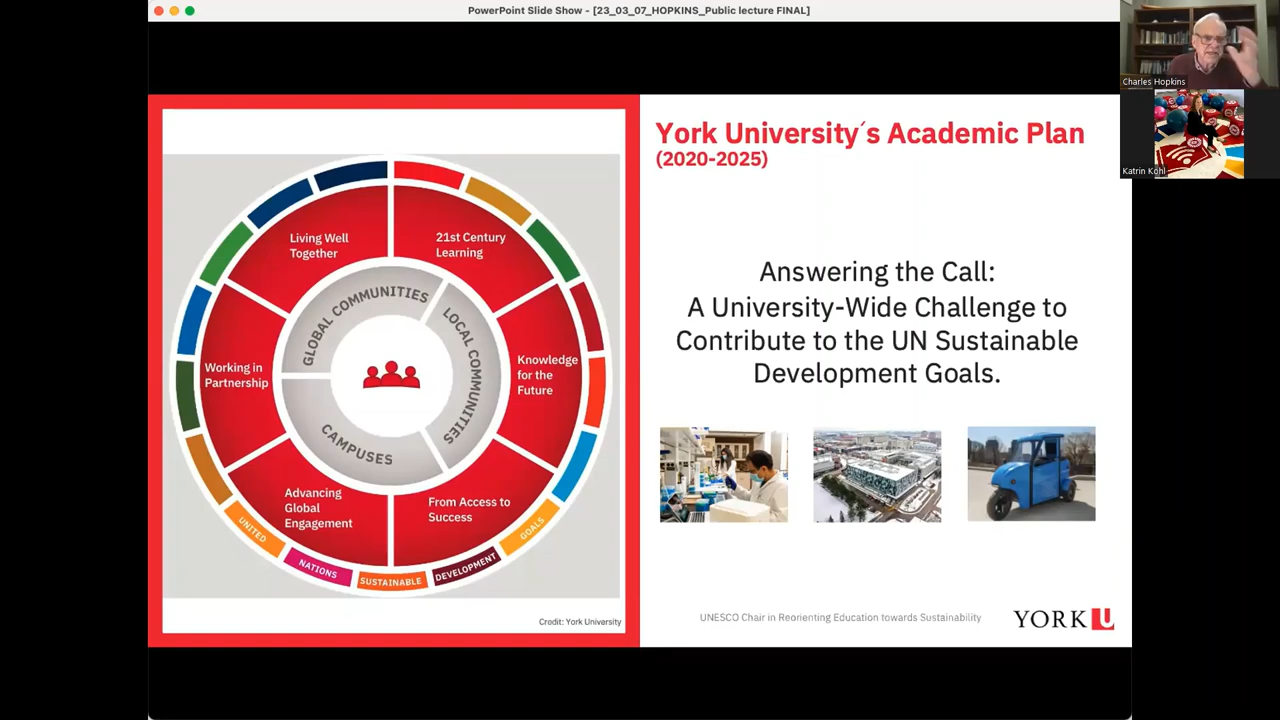 PowerPoint Slide Show - [23_03_07_HOPKINS_Public lecture FINAL]
Charles Hopkins
Katrin Kohl
York University´s Academic Plan
(2020-2025)
Living Well
Together
21st Century
Learning
Working in
Partnership
Knowledge
for the
Future
Advancing
Global
Engagement
From Access to
Success
GLOBAL COMMUNITIES
LOCAL COMMUNITIES
CAMPUSES
UNITED
NATIONS
SUSTAINABLE
DEVELOPMENT
GOALS
Credit: York University
Answering the Call:
A University-Wide Challenge to
Contribute to the UN Sustainable
Development Goals.
UNESCO Chair in Reorienting Education towards Sustainability
YORK U